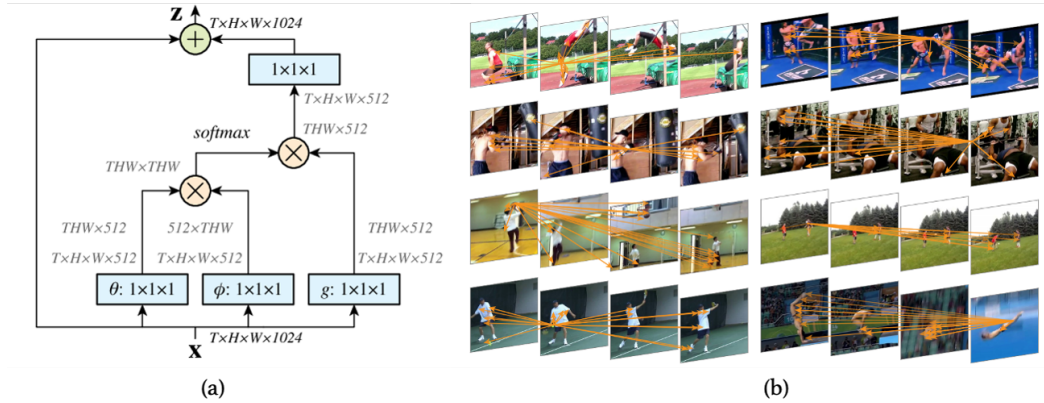 z
T×H×W×1024
+
1×1×1
T×H×W×512
softmax
THW×512
×
THW×THW
×
THW×512
512×THW
THW×512
T×H×W×512
T×H×W×512
T×H×W×512
θ: 1×1×1
ϕ: 1×1×1
g: 1×1×1
T×H×W×1024
x
(a)
(b)